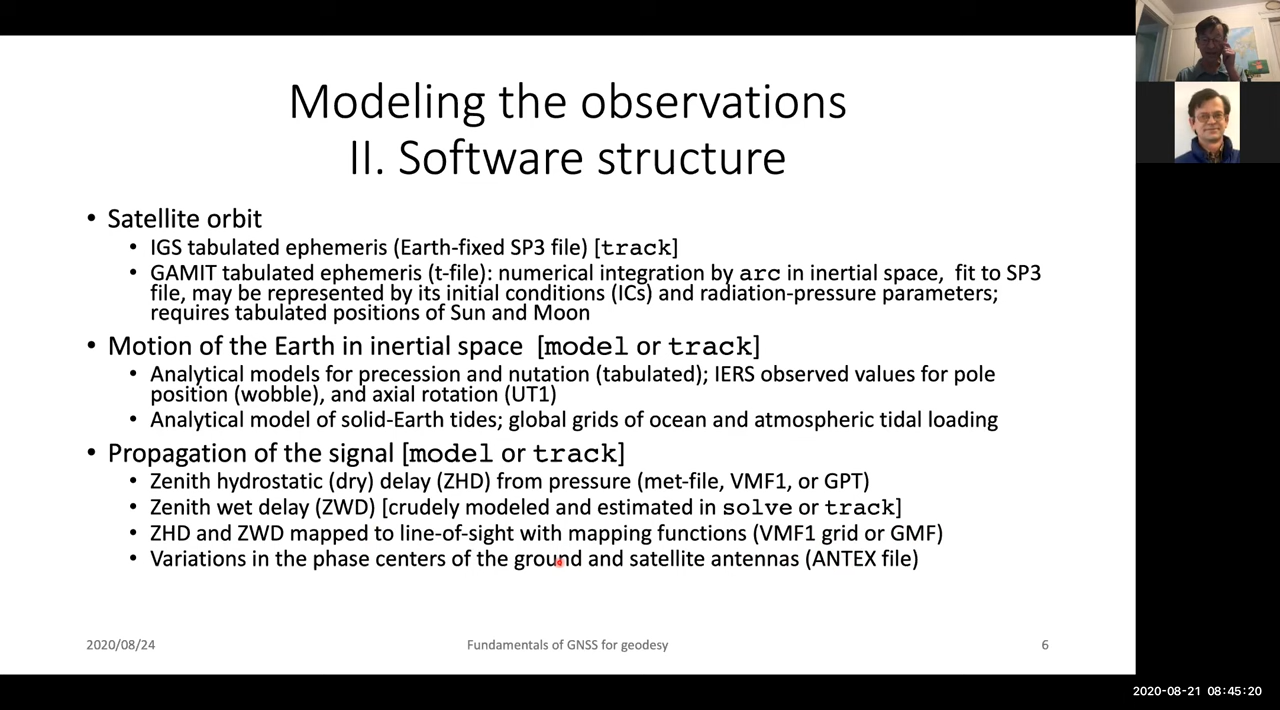 Modeling the observations
II. Software structure
• Satellite orbit
• IGS tabulated ephemeris (Earth-fixed SP3 file) [track]
• GAMIT tabulated ephemeris (t-file): numerical integration by arc in inertial space, fit to SP3
file, may be represented by its initial conditions (ICs) and radiation-pressure parameters;
requires tabulated positions of Sun and Moon
• Motion of the Earth in inertial space [model or track]
• Analytical models for precession and nutation (tabulated); IERS observed values for pole
position (wobble), and axial rotation (UT1)
• Analytical model of solid-Earth tides; global grids of ocean and atmospheric tidal loading
• Propagation of the signal [model or track]
• Zenith hydrostatic (dry) delay (ZHD) from pressure (met-file, VMF1, or GPT)
• Zenith wet delay (ZWD) [crudely modeled and estimated in solve or track]
• ZHD and ZWD mapped to line-of-sight with mapping functions (VMF1 grid or GMF)
• Variations in the phase centers of the ground and satellite antennas (ANTEX file)
2020/08/24
Fundamentals of GNSS for geodesy
6
2020-08-21 08:45:20